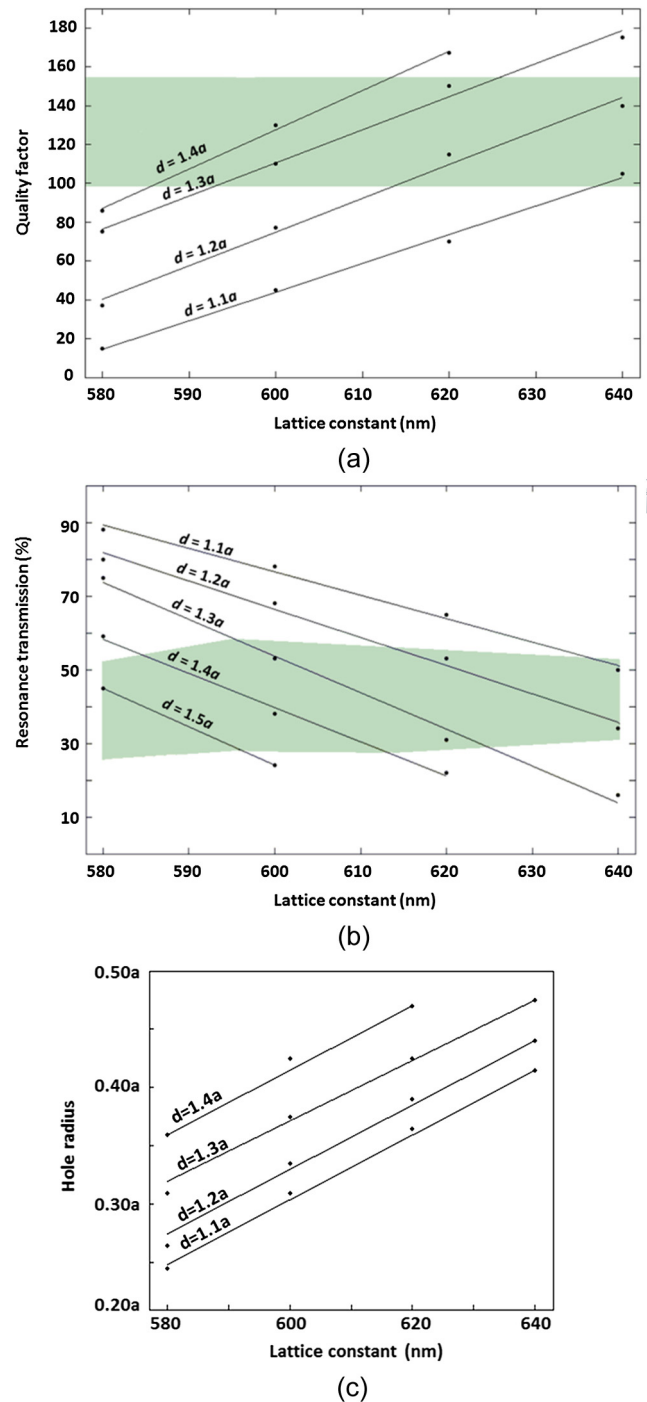 180
160
140
120
100
80
60
40
20
0
Quality factor
d = 1.4a
d = 1.3a
d = 1.2a
d = 1.1a
580 590 600 610 620 630 640
Lattice constant (nm)
(a)
90
70
50
30
10
Resonance transmission (%)
d = 1.1a
d = 1.2a
d = 1.3a
d = 1.4a
d = 1.5a
580 590 600 610 620 630 640
Lattice constant (nm)
(b)
0.50a
0.40a
0.30a
0.20a
Hole radius
d=1.4a
d=1.3a
d=1.2a
d=1.1a
580 600 620 640
Lattice constant (nm)
(c)